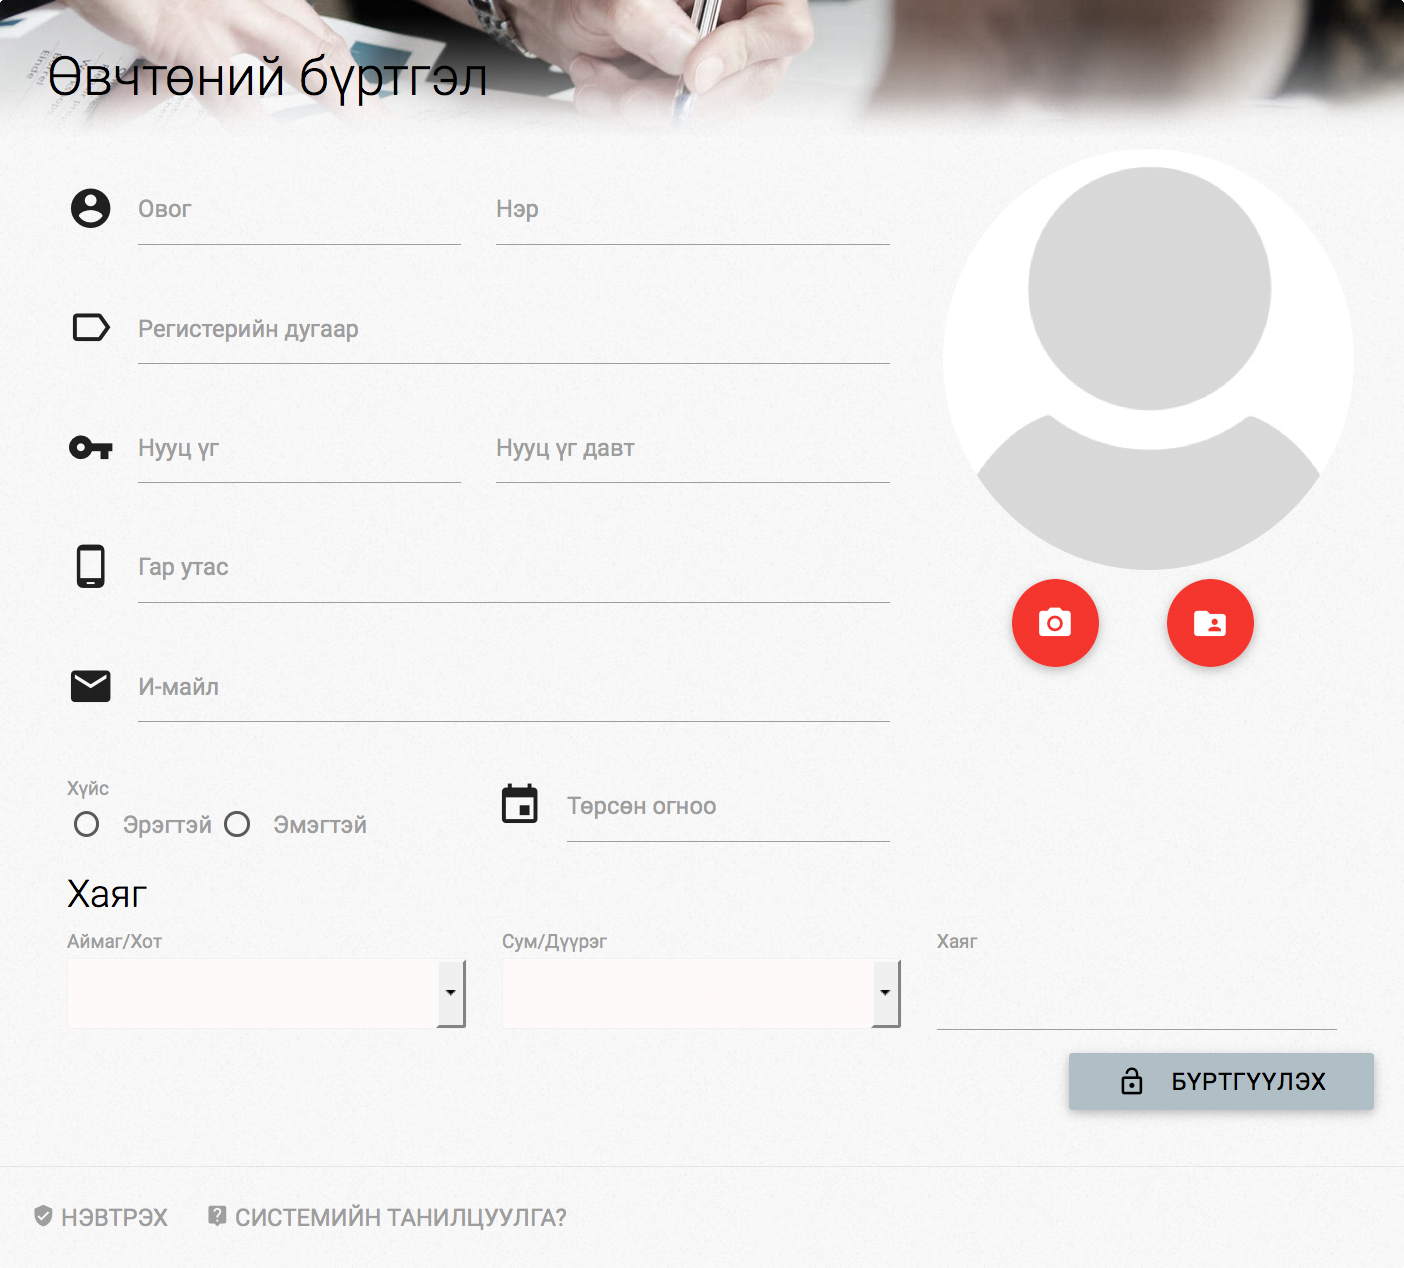 Өвчтөний бүртгэл
Овог Нэр
Регистерийн дугаар
Нууц үг Нууц үг давт
Гар утас
И-майл
Хүйс
Эрэгтэй Эмэгтэй
Төрсөн огноо
Хаяг
Аймаг/Хот Сум/Дүүрэг Хаяг
БҮРТГҮҮЛЭХ
НЭВТРЭХ СИСТЕМИЙН ТАНИЛЦУУЛГА?